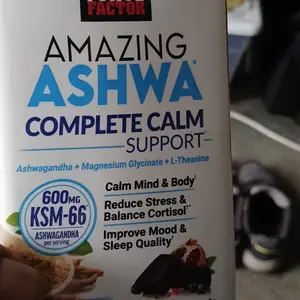 FORCE
FACTOR
AMAZING
ASHWA®
COMPLETE CALM
SUPPORT†
Ashwagandha + Magnesium Glycinate + L-Theanine
600MG
KSM-66®
ASHWAGANDHA
per serving
Calm Mind & Body†
Reduce Stress &
Balance Cortisol†
Improve Mood &
Sleep Quality†